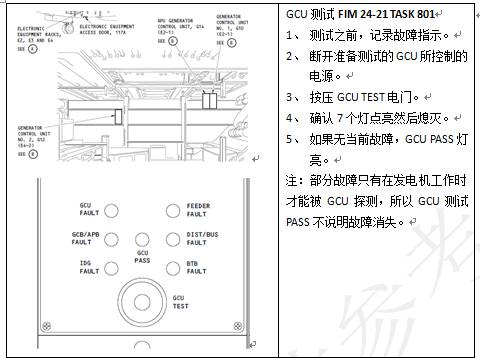 ELECTRONIC
EQUIPMENT RACKS,
E2, E3 AND E4
SEE A
ELECTRONIC EQUIPMENT
ACCESS DOOR, 117A
APU GENERATOR
CONTROL UNIT, G14
(E2-1)
SEE B
GENERATOR
CONTROL UNIT
NO. 1, G10
(E2-1)
SEE B
GENERATOR
CONTROL UNIT
NO. 2, G12
(E4-2)
SEE B
GCU
FAULT
FEEDER
FAULT
GCB/APB
FAULT
GCU
PASS
DIST/BUS
FAULT
IDG
FAULT
BTB
FAULT
GCU
TEST
GCU 测试 FIM 24-21 TASK 801
1、 测试之前，记录故障指示。
2、 断开准备测试的 GCU 所控制的
电源。
3、 按压 GCU TEST 电门。
4、 确认 7 个灯点亮然后熄灭。
5、 如果无当前故障，GCU PASS 灯
亮。
注：部分故障只有在发电机工作时
才能被 GCU 探测，所以 GCU 测试
PASS 不说明故障消失。
参考